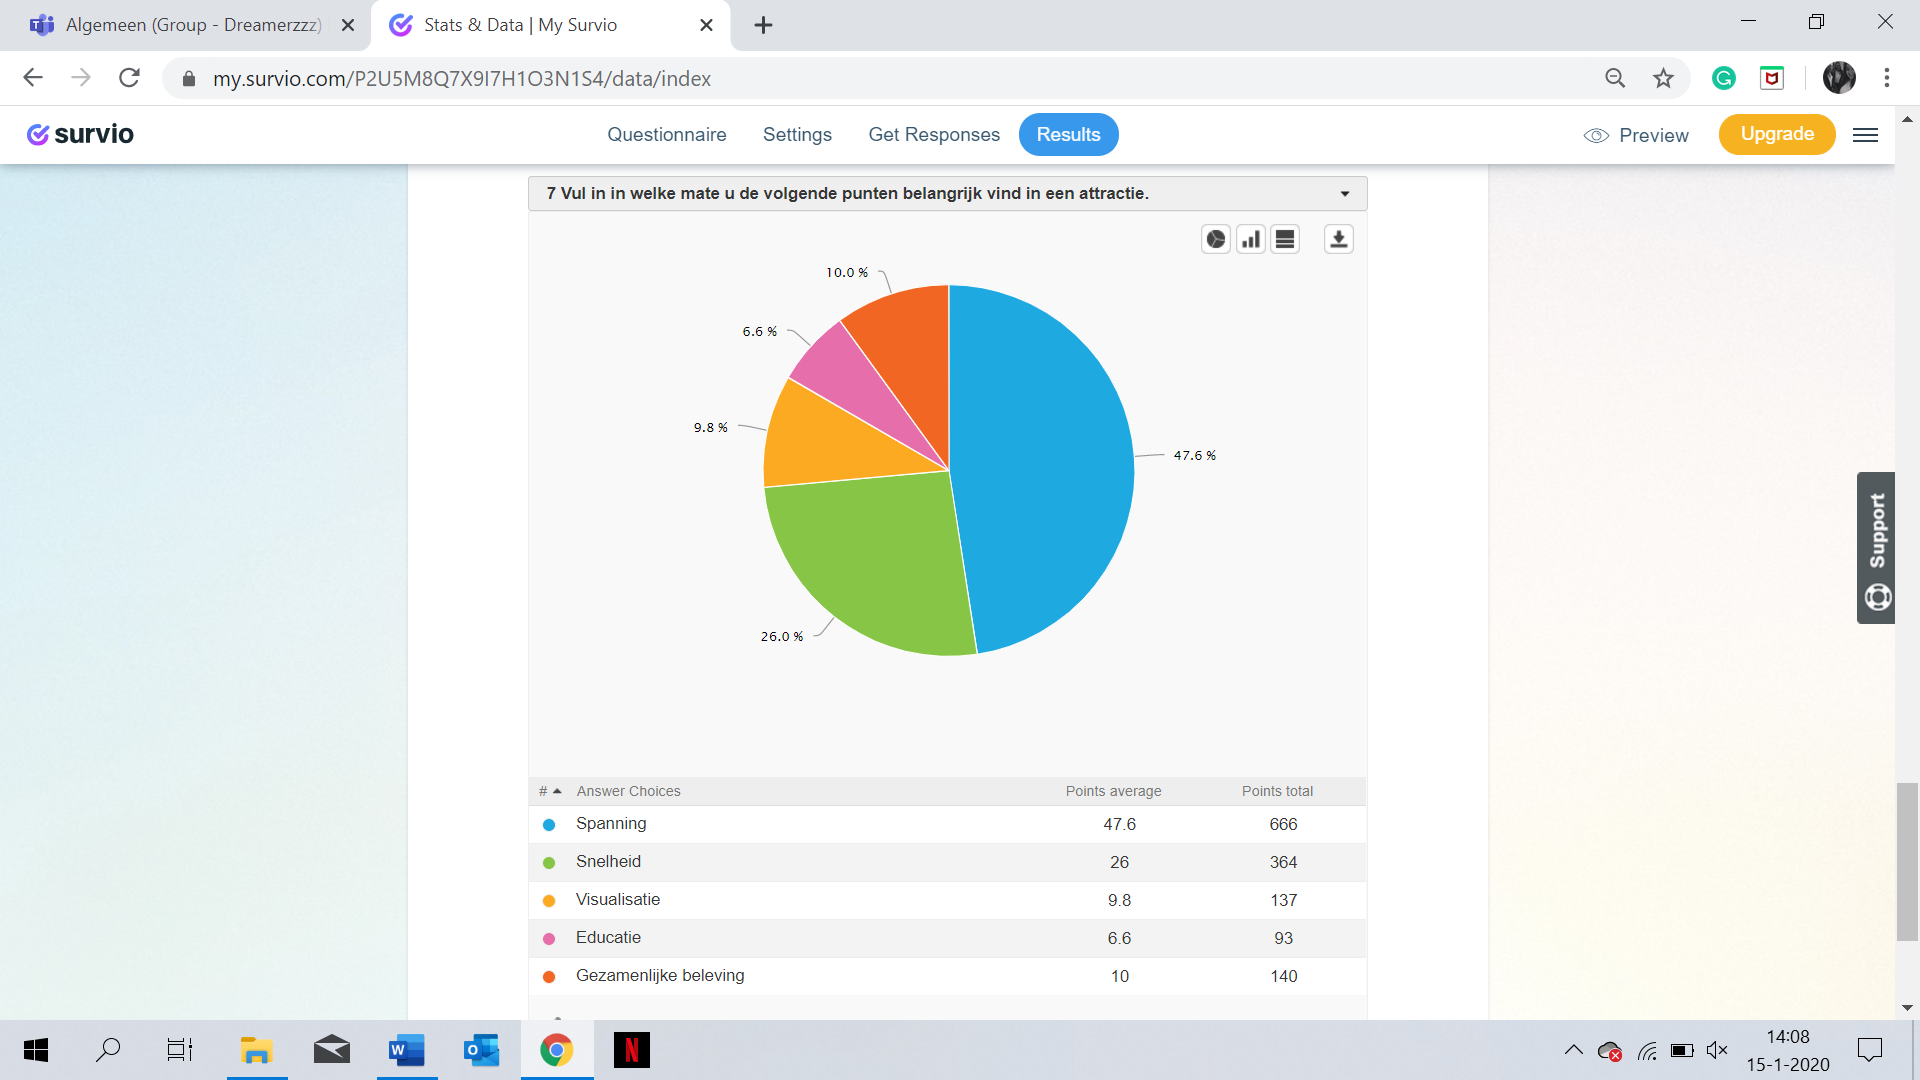 Algemeen (Group - Dreamerzzz)
Stats & Data | My Survio
my.survio.com/P2U5M8Q7X9I7H1O3N1S4/data/index
survio
Questionnaire
Settings
Get Responses
Results
Preview
Upgrade
7 Vul in in welke mate u de volgende punten belangrijk vind in een attractie.
10.0 %
6.6 %
9.8 %
47.6 %
26.0 %
Support
# Answer Choices Points average Points total
Spanning 47.6 666
Snelheid 26 364
Visualisatie 9.8 137
Educatie 6.6 93
Gezamenlijke beleving 10 140
W
O
N
14:08
15-1-2020